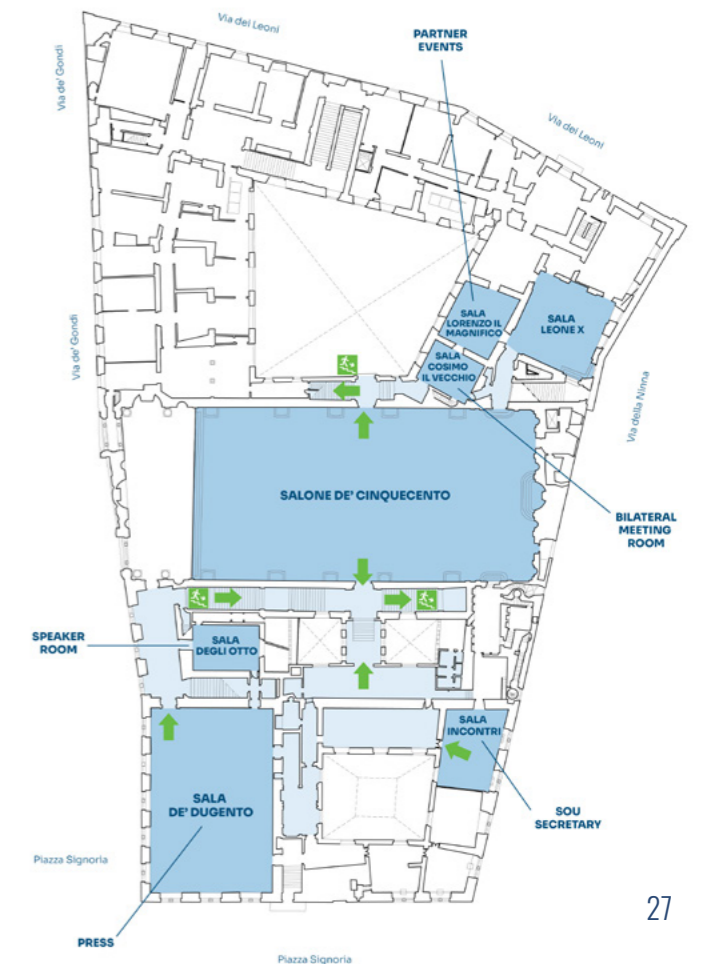 Via dei Leoni
PARTNER
EVENTS
Via de' Gondi
Via dei Leoni
SALA
LORENZO IL
MAGNIFICO
SALA
LEONE X
SALA
COSIMO
IL VECCHIO
Via de' Gondi
Via della Ninna
SALONE DE' CINQUECENTO
BILATERAL
MEETING
ROOM
SPEAKER
ROOM
SALA
DEGLI OTTO
SALA
INCONTRI
SALA
DE' DUGENTO
SOU
SECRETARY
Piazza Signoria
27
PRESS
Piazza Signoria